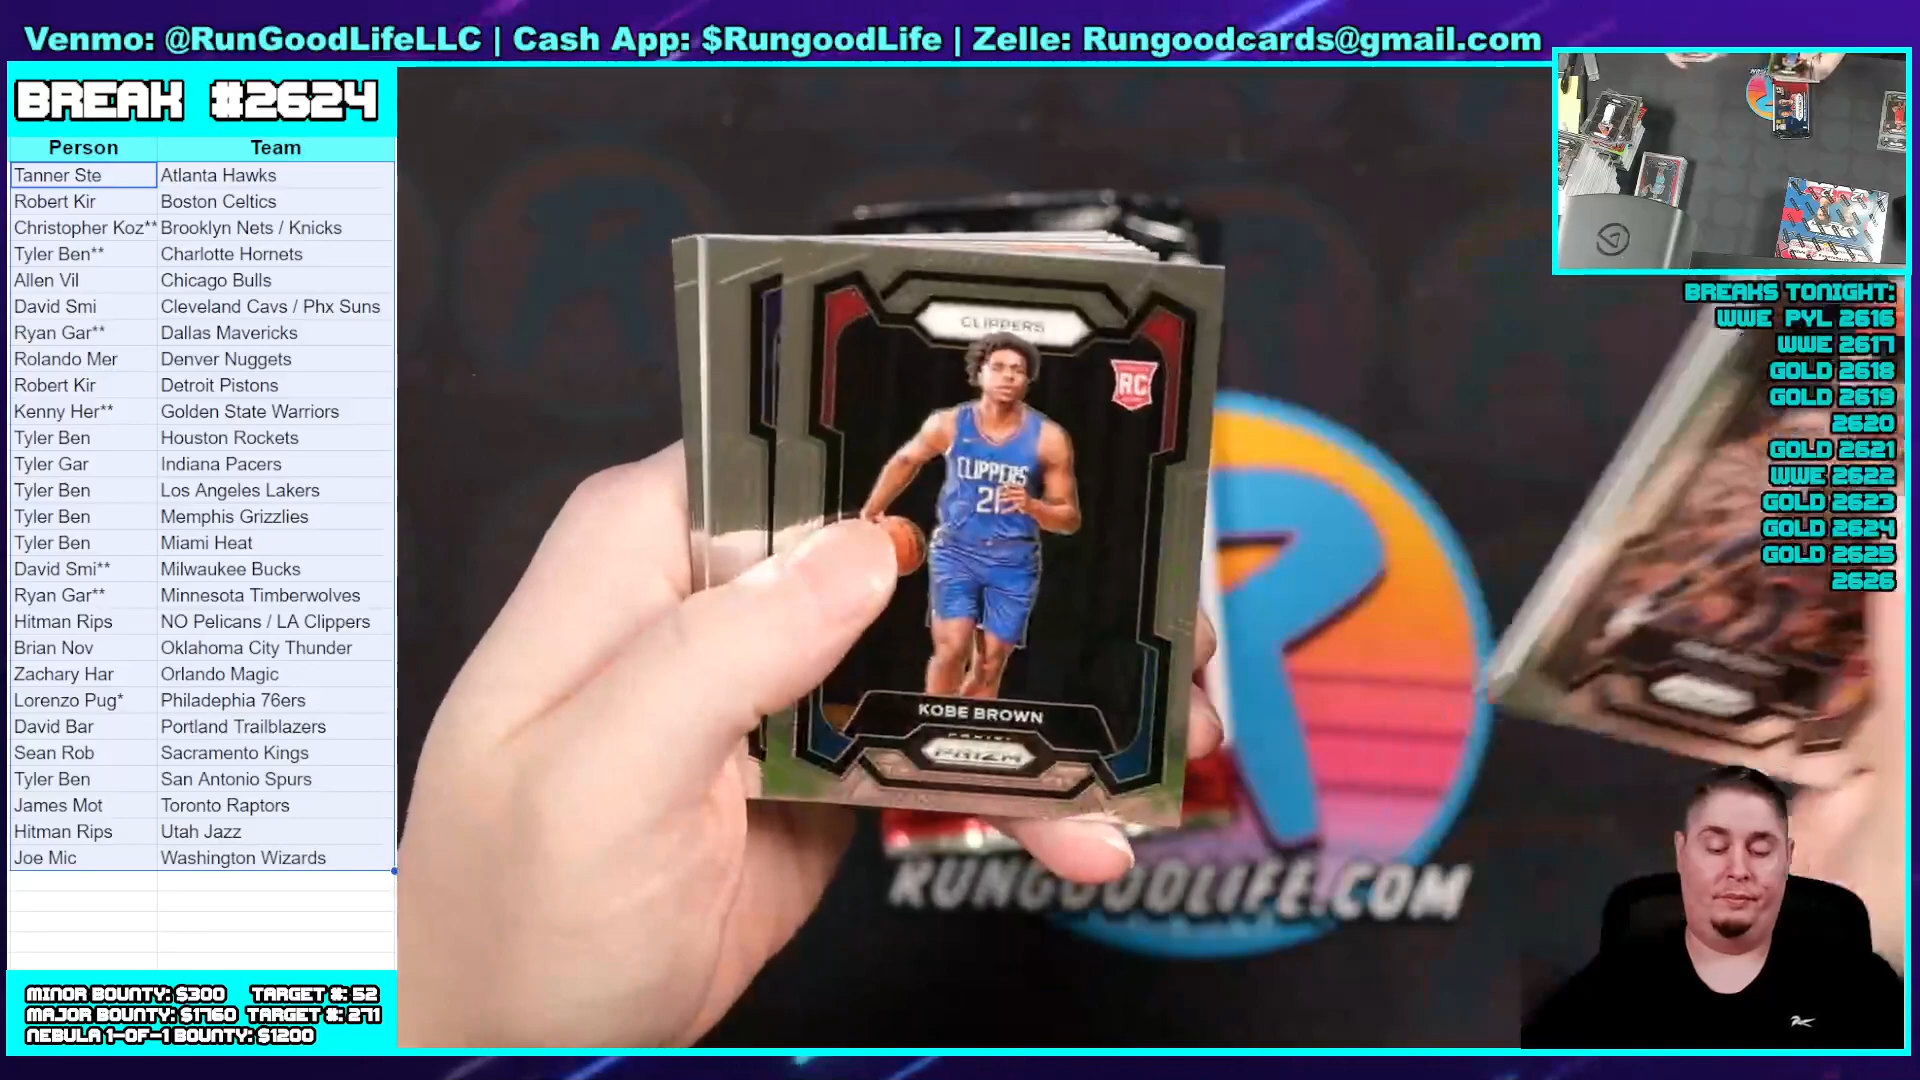 Venmo: @RunGoodLifeLLC | Cash App: $RungoodLife | Zelle: Rungoodcards@gmail.com
BREAK #2624
Person Team
Tanner Ste Atlanta Hawks
Robert Kir Boston Celtics
Christopher Koz** Brooklyn Nets / Knicks
Tyler Ben** Charlotte Hornets
Allen Vil Chicago Bulls
David Smi Cleveland Cavs / Phx Suns
Ryan Gar** Dallas Mavericks
Rolando Mer Denver Nuggets
Robert Kir Detroit Pistons
Kenny Her** Golden State Warriors
Tyler Ben Houston Rockets
Tyler Gar Indiana Pacers
Tyler Ben Los Angeles Lakers
Tyler Ben Memphis Grizzlies
Tyler Ben Miami Heat
David Smi** Milwaukee Bucks
Ryan Gar** Minnesota Timberwolves
Hitman Rips NO Pelicans / LA Clippers
Brian Nov Oklahoma City Thunder
Zachary Har Orlando Magic
Lorenzo Pug* Philadephia 76ers
David Bar Portland Trailblazers
Sean Rob Sacramento Kings
Tyler Ben San Antonio Spurs
James Mot Toronto Raptors
Hitman Rips Utah Jazz
Joe Mic Washington Wizards
MINOR BOUNTY: $300 TARGET #: 52
MAJOR BOUNTY: $1760 TARGET #: 271
NEBULA 1-OF-1 BOUNTY: $1200
CLIPPERS
RC
CLIPPERS
KOBE BROWN
PANINI
PRIZM
R
RUNGOODLIFE.COM
BREAKS TONIGHT:
WWE PYL 2616
WWE 2617
GOLD 2618
GOLD 2619
2620
GOLD 2621
WWE 2622
GOLD 2623
GOLD 2624
GOLD 2625
2626